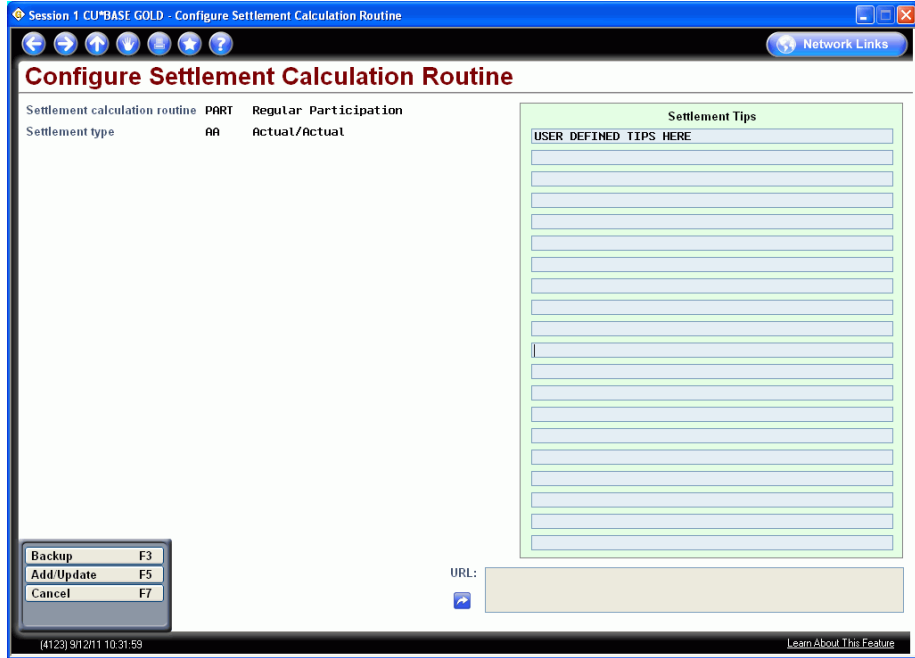 Session 1 CU*BASE GOLD - Configure Settlement Calculation Routine
Network Links
Configure Settlement Calculation Routine
Settlement calculation routine PART Regular Participation
Settlement type AA Actual/Actual
Settlement Tips
USER DEFINED TIPS HERE
Backup F3
Add/Update F5
Cancel F7
URL:
(4123) 9/12/11 10:31:59
Learn About This Feature